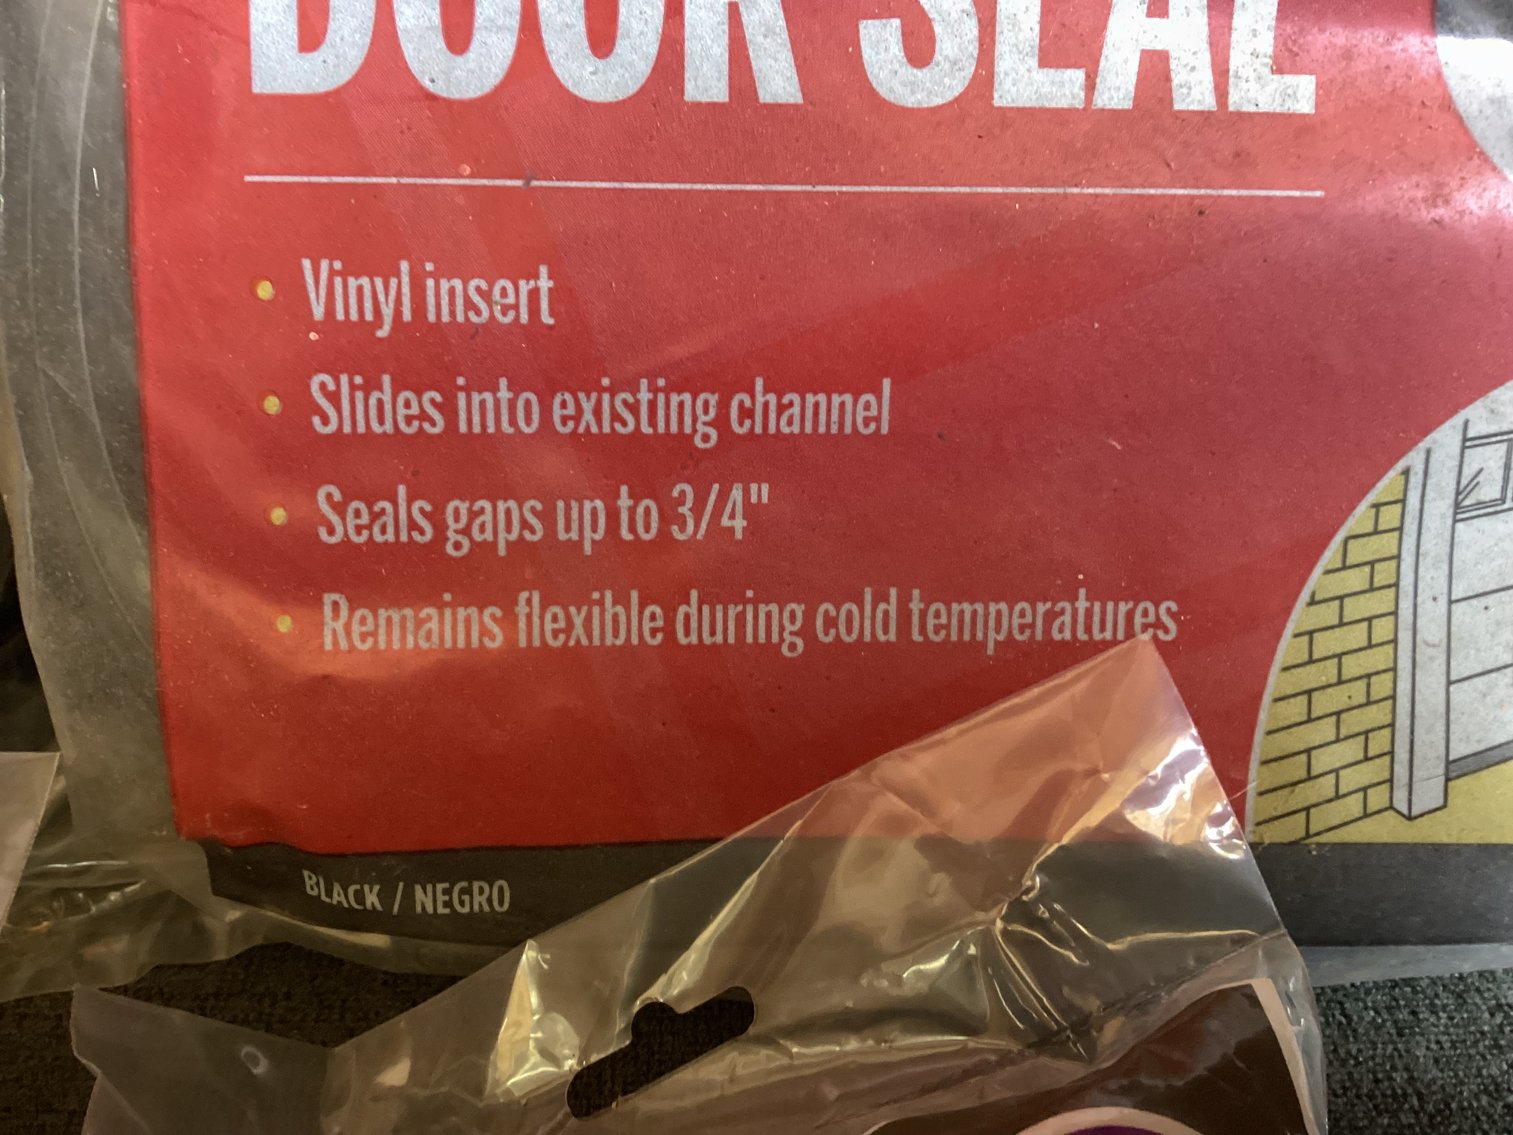 DOOR SEAL
• Vinyl insert
• Slides into existing channel
• Seals gaps up to 3/4"
• Remains flexible during cold temperatures
BLACK / NEGRO